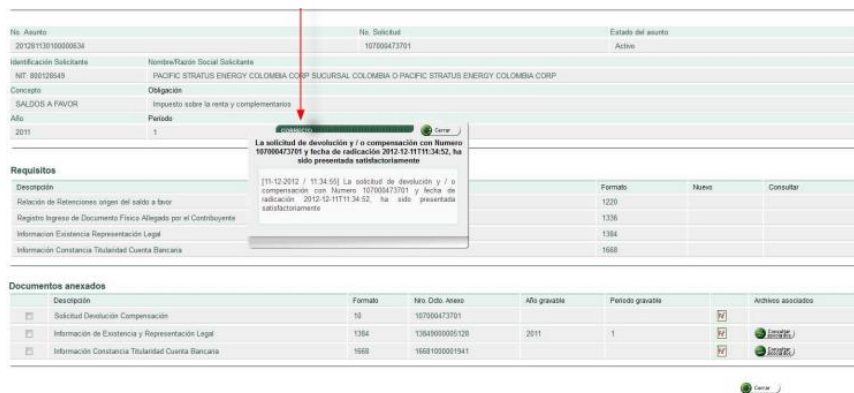 No. Asunto No. Solicitud Estado del asunto
201281130100000634 107000473701 Activo
Identificación Solicitante Nombre/Razón Social Solicitante
NIT 800128549 PACIFIC STRATUS ENERGY COLOMBIA CORP SUCURSAL COLOMBIA O PACIFIC STRATUS ENERGY COLOMBIA CORP
Concepto Obligación
SALDOS A FAVOR Impuesto sobre la renta y complementarios
Año Período
2011 1
CORRECTO Cerrar
La solicitud de devolución y / o compensación con Numero
107000473701 y fecha de radicación 2012-12-11T11:34:52, ha
sido presentada satisfactoriamente
[11-12-2012 / 11:34:55] La solicitud de devolución y / o
compensación con Numero 107000473701 y fecha de
radicación 2012-12-11T11:34:52, ha sido presentada
satisfactoriamente
Requisitos
Descripción Formato Nuevo Consultar
Relación de Retenciones origen del saldo a favor 1220
Registro Ingreso de Documento Físico Allegado por el Contribuyente 1336
Informacion Existencia Representación Legal 1384
Información Constancia Titularidad Cuenta Bancaria 1668
Documentos anexados
Descripción Formato Nro. Dcto. Anexo Año gravable Periodo gravable Archivos asociados
Solicitud Devolución Compensación 10 107000473701
Información de Existencia y Representación Legal 1384 13849000005128 2011 1 Consultar
Información Constancia Titularidad Cuenta Bancaria 1668 16681000001941 Consultar
Cerrar